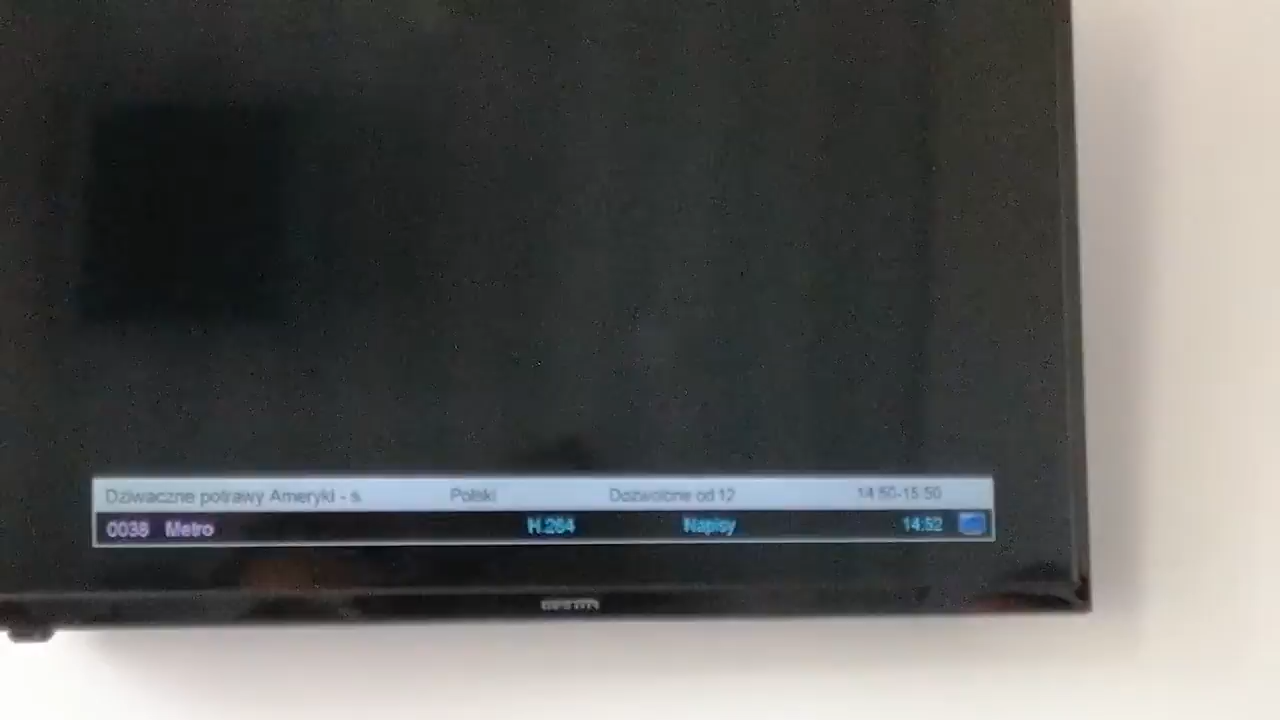 Dziwaczne potrawy Ameryki - s Polski Dozwolone od 12 14:50-15:50
0038 Metro H.264 Napisy 14:52